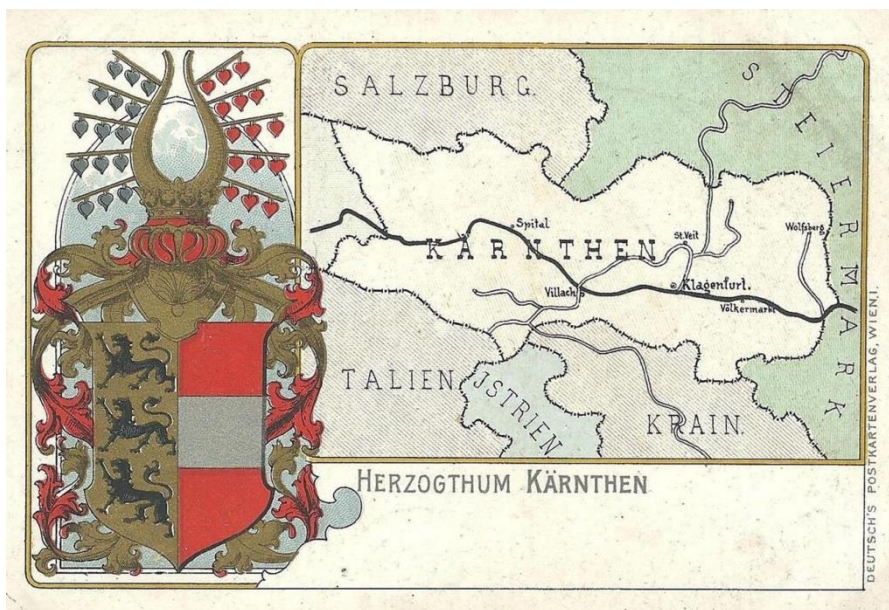 SALZBURG.
STEIERMARK
Spital
KÄRNTHEN
St. Veit
Wolfsberg
Villach
Klagenfurt.
Völkermarkt
TALIEN.
ISTRIEN
KRAIN.
HERZOGTHUM KÄRNTHEN
DEUTSCH'S POSTKARTENVERLAG, WIEN, I.